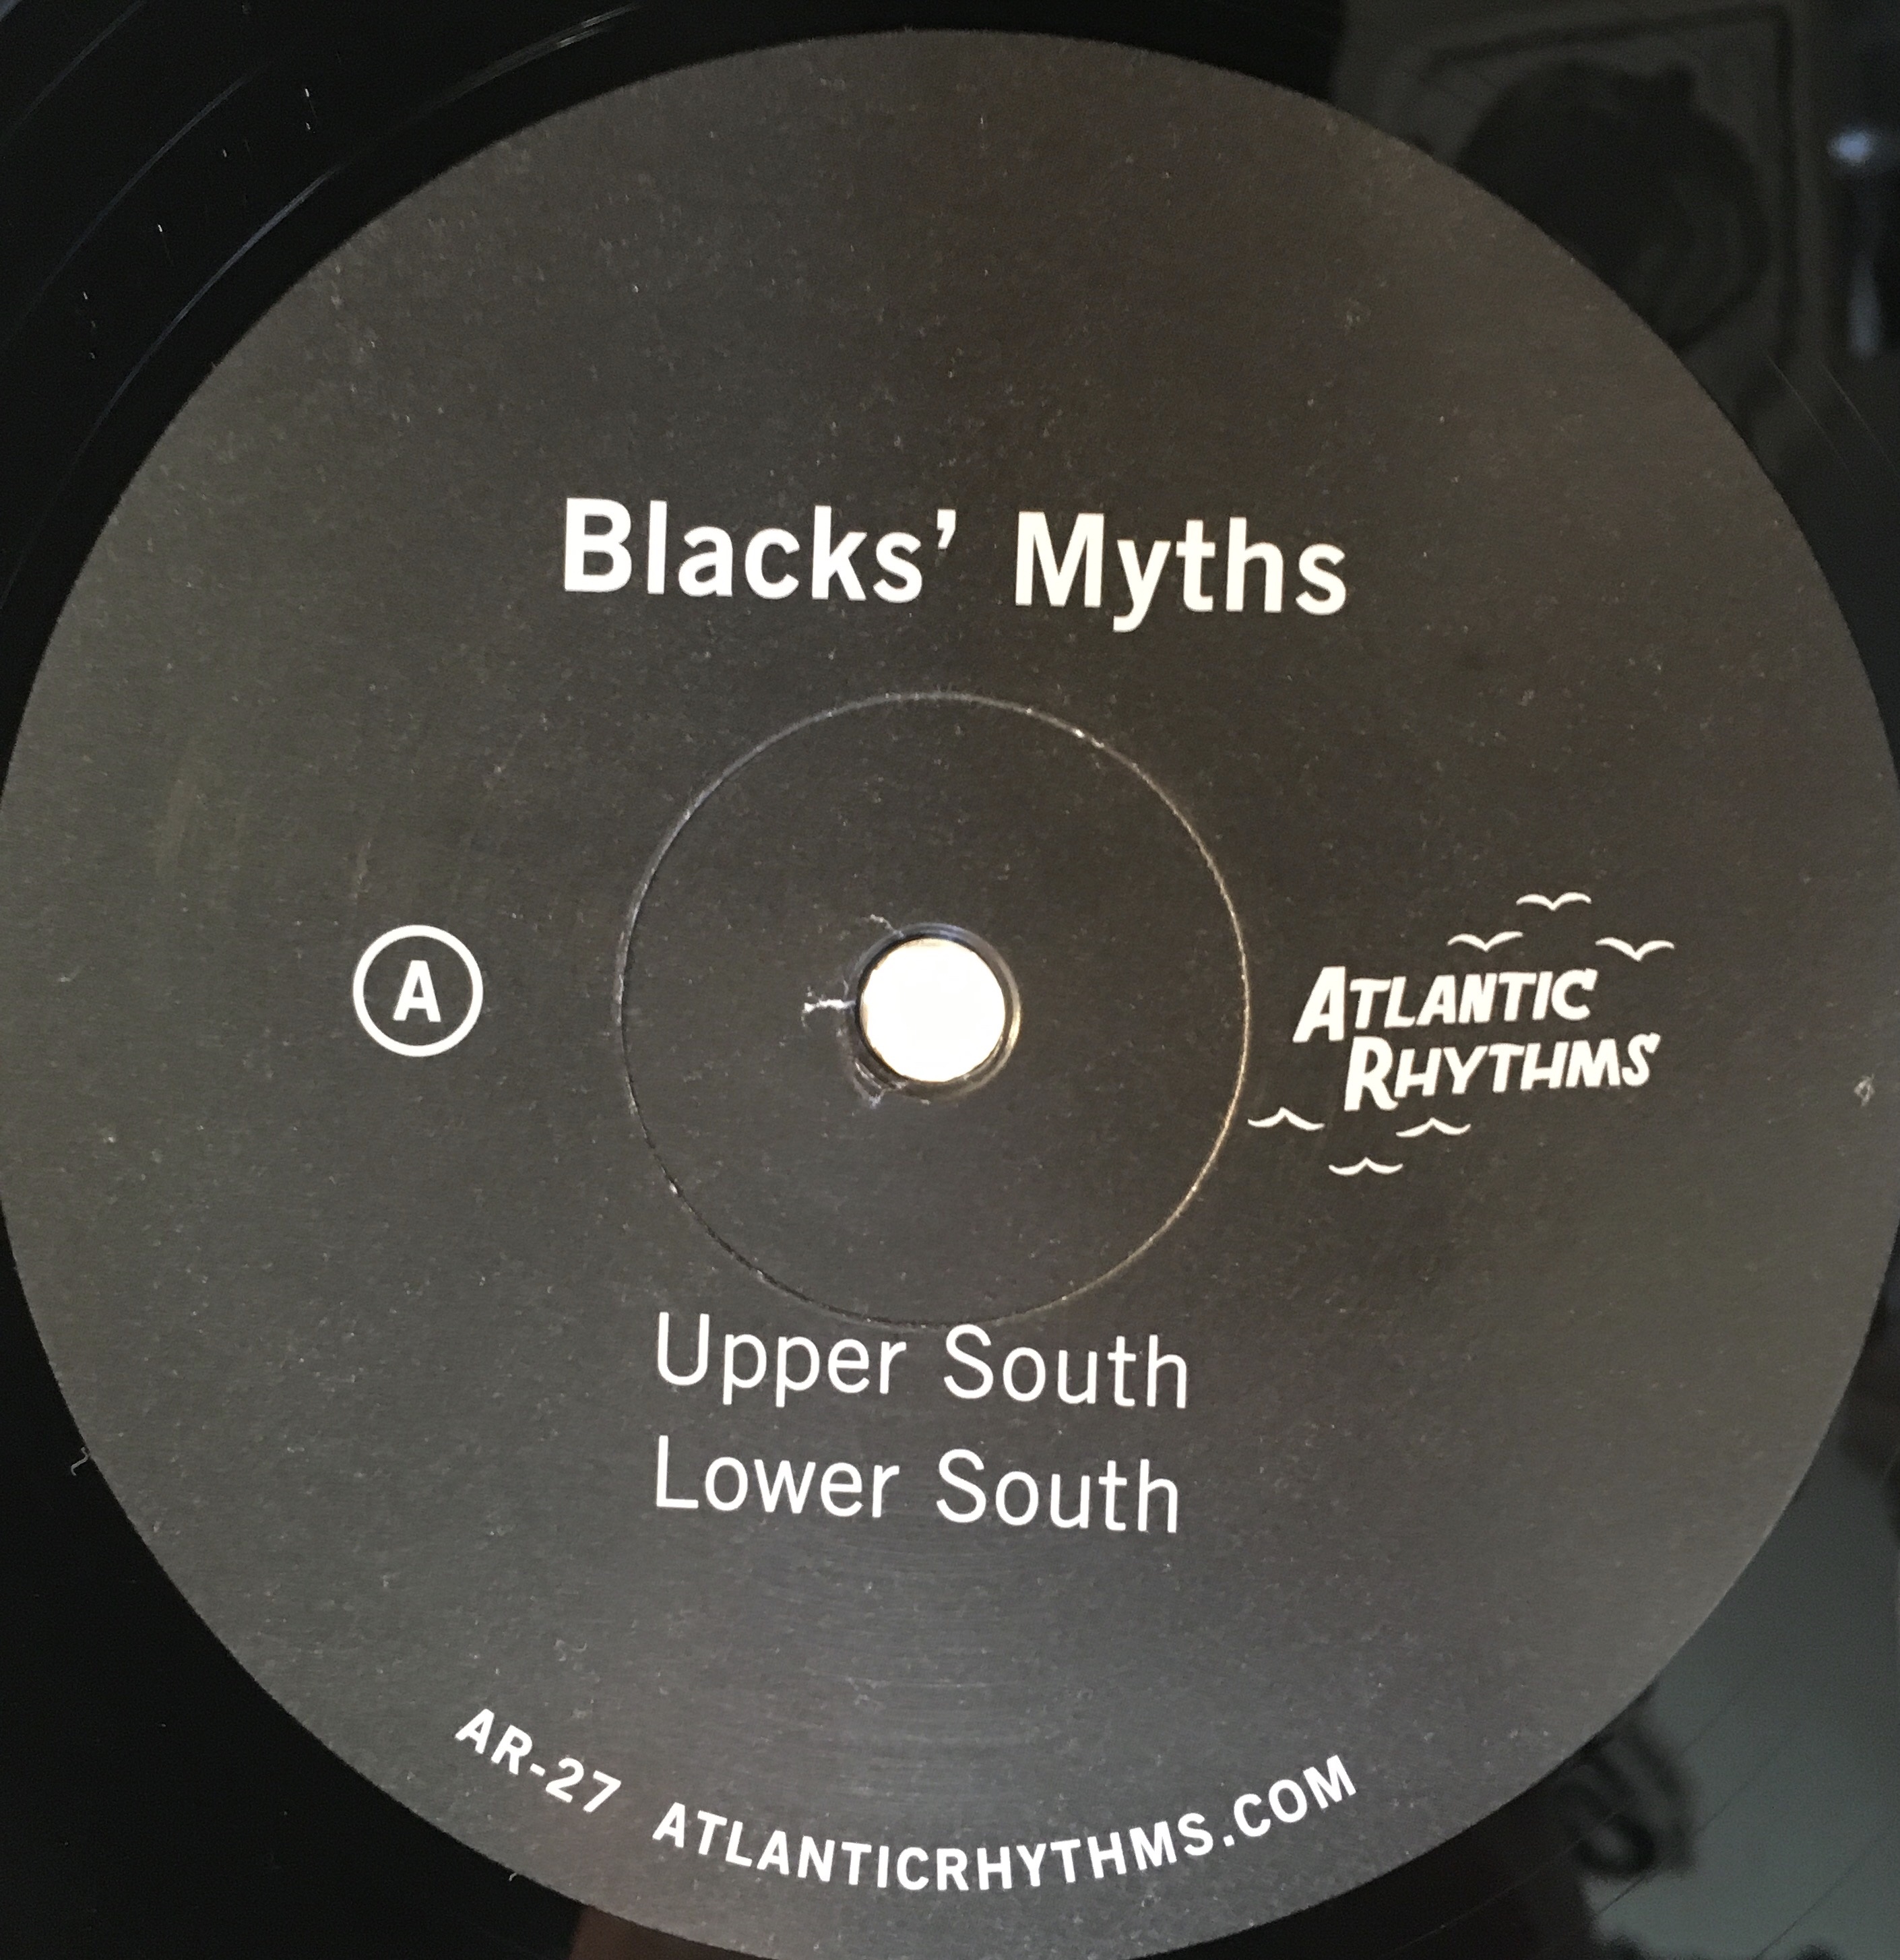 Blacks’ Myths
A
ATLANTIC
RHYTHMS
Upper South
Lower South
AR-27 ATLANTICRHYTHMS.COM